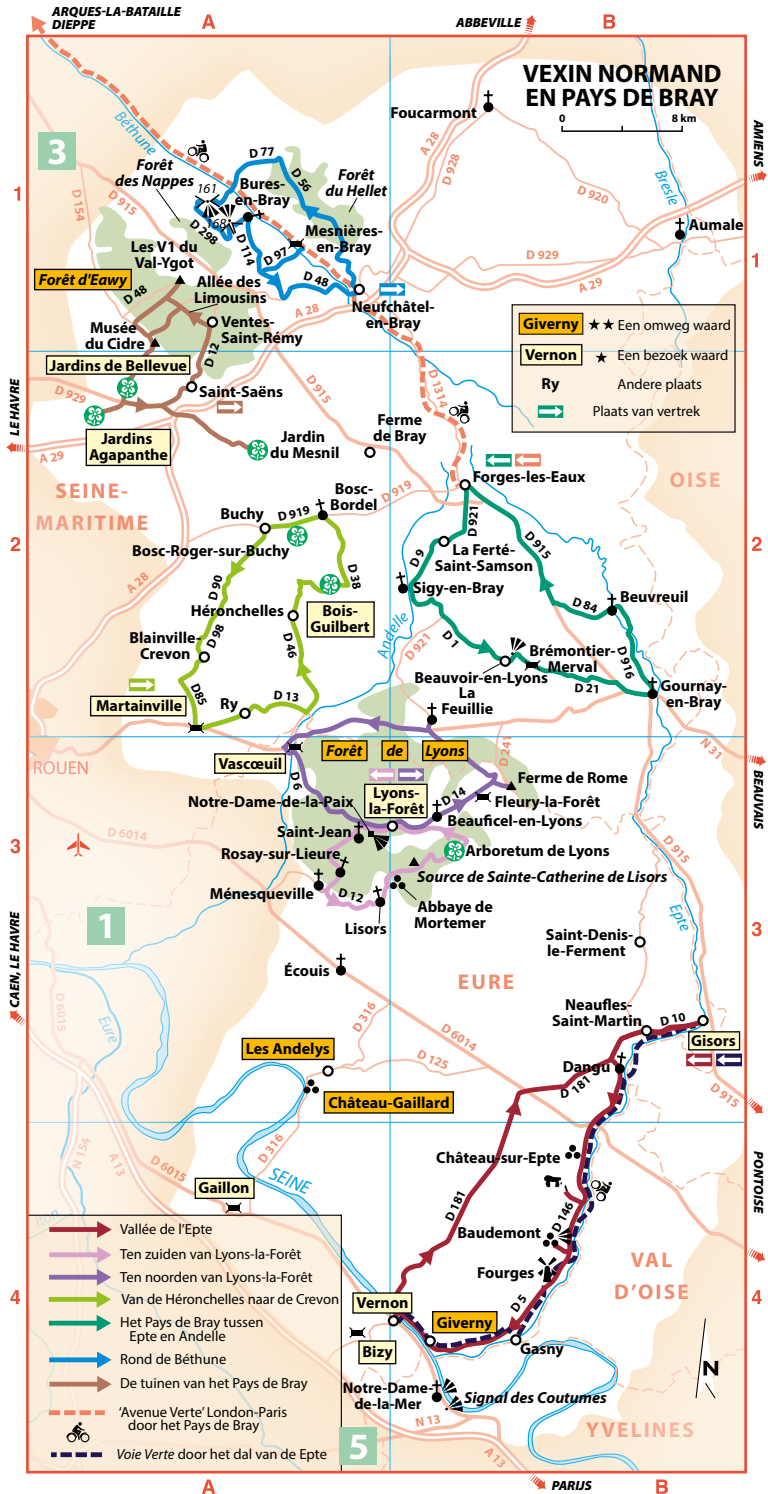 ARQUES-LA-BATAILLE
DIEPPE
A
ABBEVILLE
B
VEXIN NORMAND
EN PAYS DE BRAY
0
8 km
Foucarmont
Béthune
3
A 28
D 928
AMIENS
D 77
Forêt
des Nappes
161
D 56
Forêt
du Hellet
Bures-
en-Bray
168
D 920
Bresle
1
D 154
D 915
D 298
D 114
Mesnières-
en-Bray
D 97
Aumale
Les V1 du
Val-Ygot
D 929
1
Forêt d'Eawy
Allée des
Limousins
D 48
D 48
A 29
A 28
Neufchâtel-
en-Bray
Musée
du Cidre
Ventes-
Saint-Rémy
D 12
Giverny
Een omweg waard
Vernon
Een bezoek waard
Ry
Andere plaats
Plaats van vertrek
Jardins de Bellevue
D 915
D 1314
D 929
Saint-Saëns
LE HAVRE
Jardins
Agapanthe
A 29
Jardin
du Mesnil
Ferme
de Bray
SEINE-
MARITIME
Forges-les-Eaux
OISE
Bosc-
Bordel
D 919
Buchy
D 919
D 921
2
Bosc-Roger-sur-Buchy
D 9
La Ferté-
Saint-Samson
D 915
2
A 28
D 90
D 38
Sigy-en-Bray
Beuvreuil
D 84
Héronchelles
Bois-
Guilbert
Andelle
D 921
D 1
Blainville-
Crevon
D 98
D 46
Brémontier-
Merval
D 916
Beauvoir-en-Lyons
D 21
Gournay-
en-Bray
D85
Martainville
Ry
D 13
La
Feuillie
Vascœuil
Forêt de Lyons
D 241
N 31
ROUEN
D 6
BEAUVAIS
Ferme de Rome
Lyons-
la-Forêt
D 14
Fleury-la-Forêt
Notre-Dame-de-la-Paix
Beauficel-en-Lyons
D 6014
Saint-Jean
D 915
3
Rosay-sur-Lieure
Arboretum de Lyons
Source de Sainte-Catherine de Lisors
Ménesqueville
D 12
Abbaye de
Mortemer
Lisors
1
Epte
3
Saint-Denis-
le-Ferment
CAEN, LE HAVRE
Écouis
EURE
D 6015
Eure
D 316
D 6014
Neaufles-
Saint-Martin
D 10
Gisors
Les Andelys
D 125
Dangu
D 181
D 915
Château-Gaillard
N 154
A 13
D 316
D 6015
PONTOISE
SEINE
Château-sur-Epte
Gaillon
D 181
D 146
Baudemont
Iton
Vallée de l'Epte
Ten zuiden van Lyons-la-Forêt
Ten noorden van Lyons-la-Forêt
Van de Héronchelles naar de Crevon
Het Pays de Bray tussen
Epte en Andelle
Rond de Béthune
De tuinen van het Pays de Bray
'Avenue Verte' London-Paris
door het Pays de Bray
Voie Verte door het dal van de Epte
VAL
D'OISE
Fourges
4
4
Vernon
Giverny
D 5
Bizy
Gasny
N
Notre-Dame-
de-la-Mer
Signal des Coutumes
N 13
YVELINES
5
A 13
A
PARIJS
B